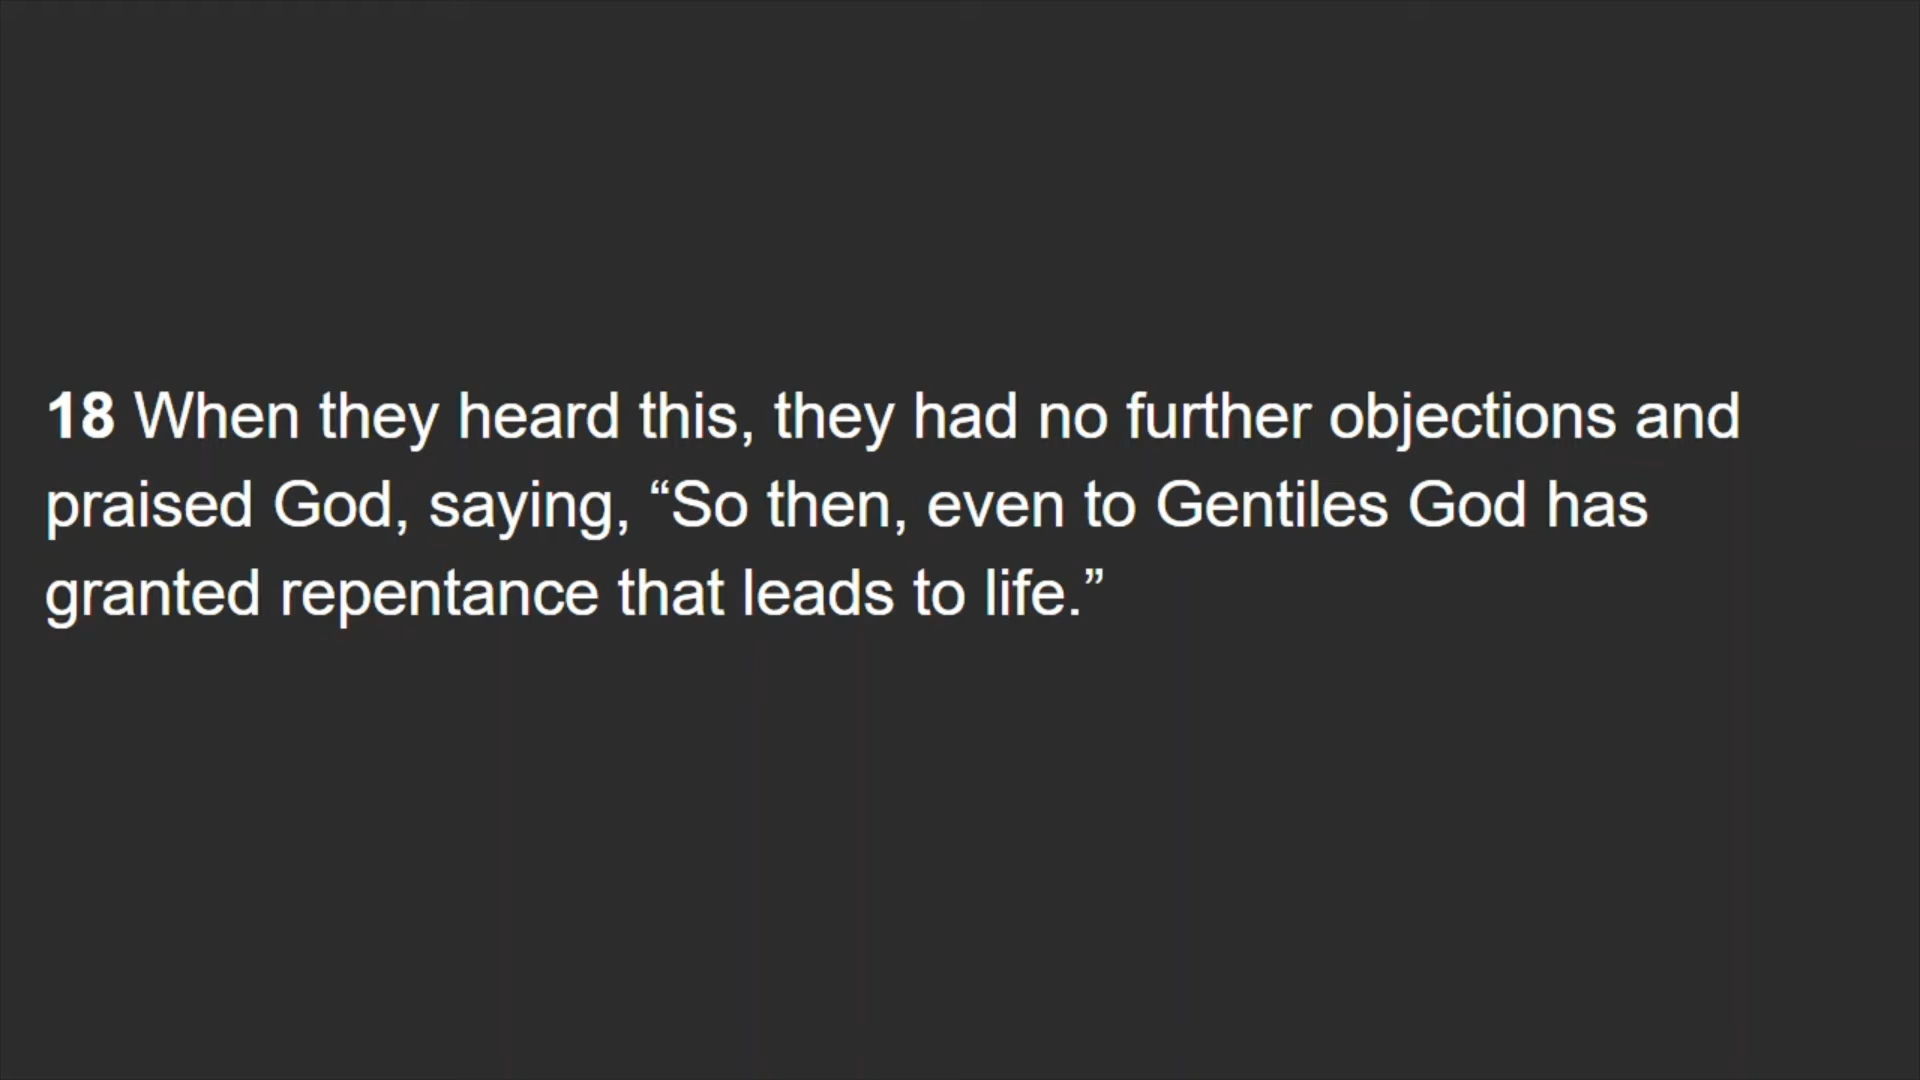 18 When they heard this, they had no further objections and
praised God, saying, “So then, even to Gentiles God has
granted repentance that leads to life.”